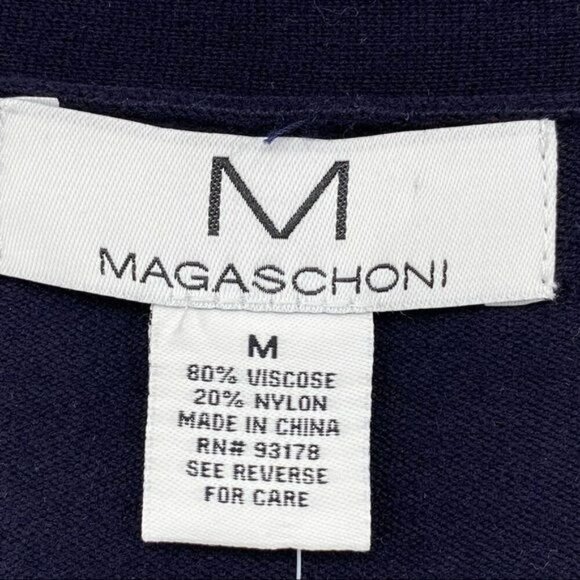 M
MAGASCHONI
M
80% VISCOSE
20% NYLON
MADE IN CHINA
RN# 93178
SEE REVERSE
FOR CARE